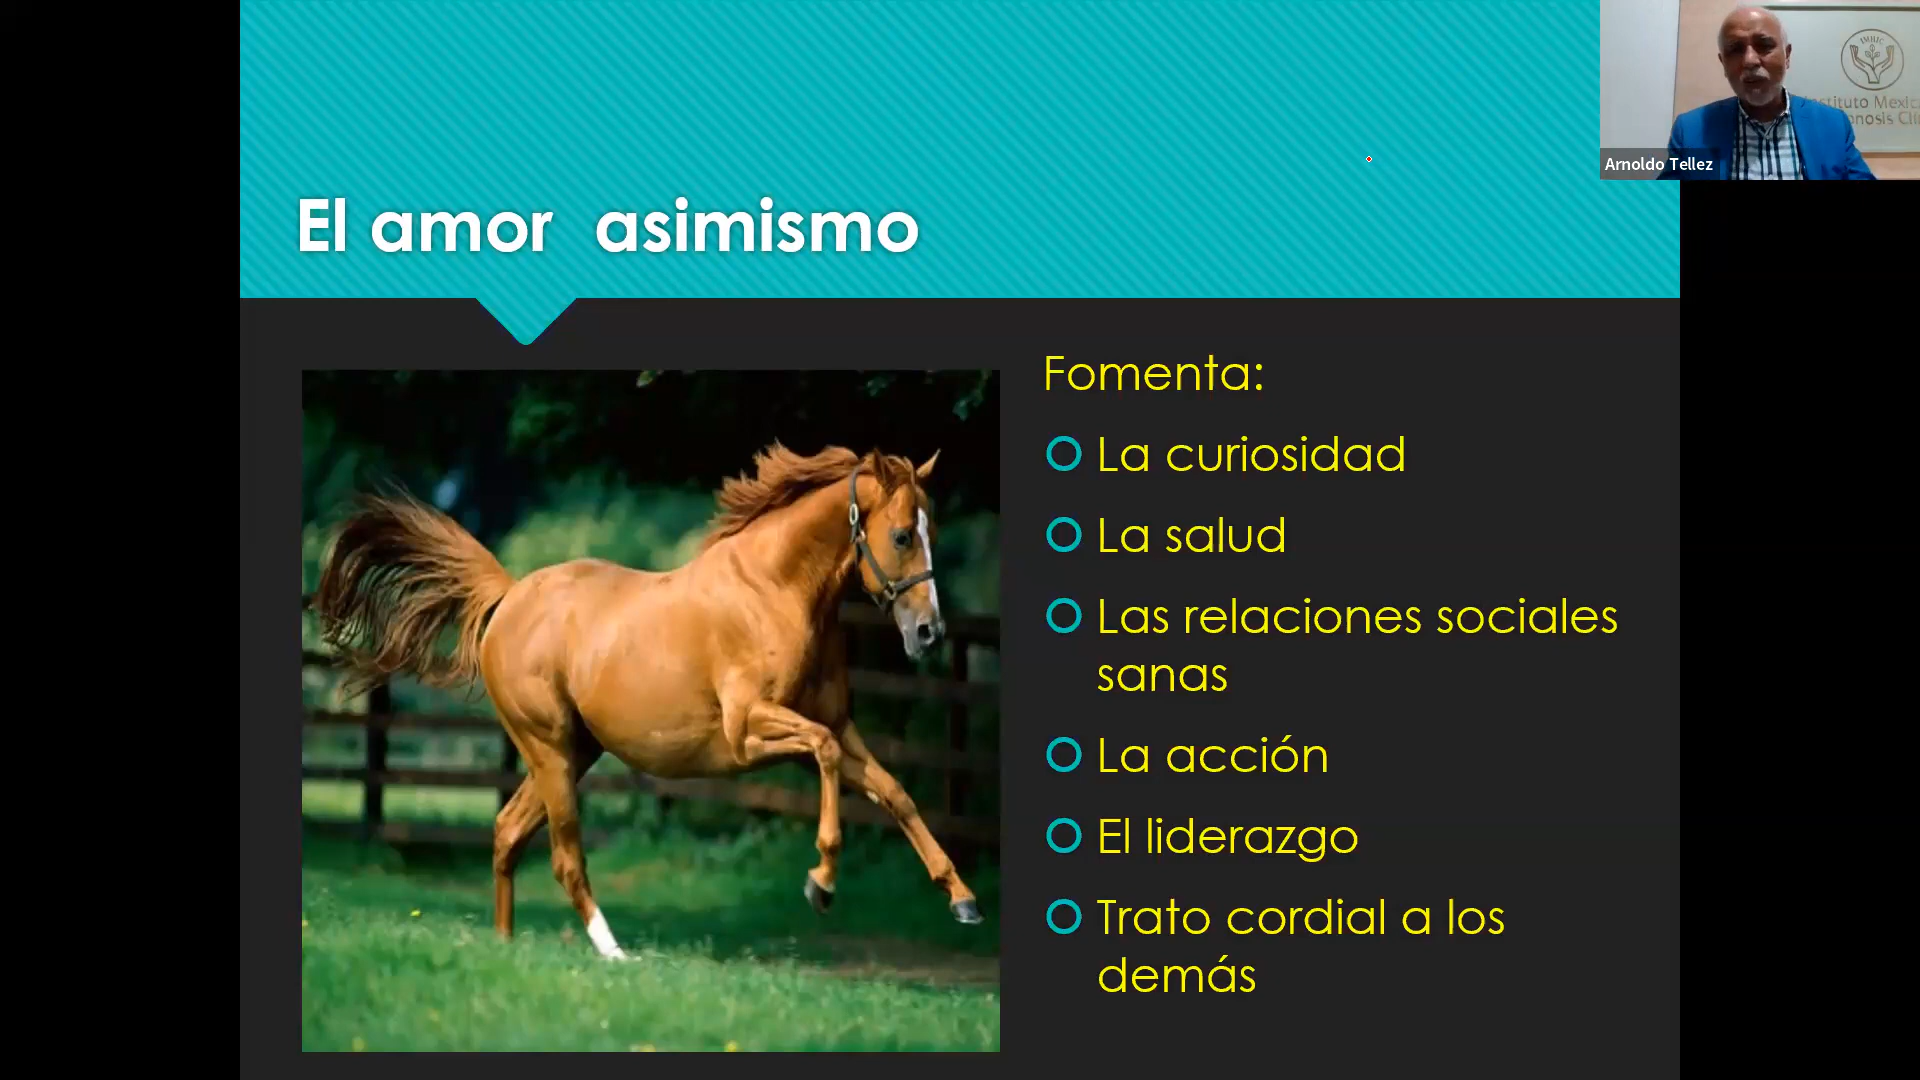 El amor  asimismo
Fomenta:
La curiosidad
La salud
Las relaciones sociales
sanas
La acción
El liderazgo
Trato cordial a los
demás
IMHIC
Arnoldo Tellez